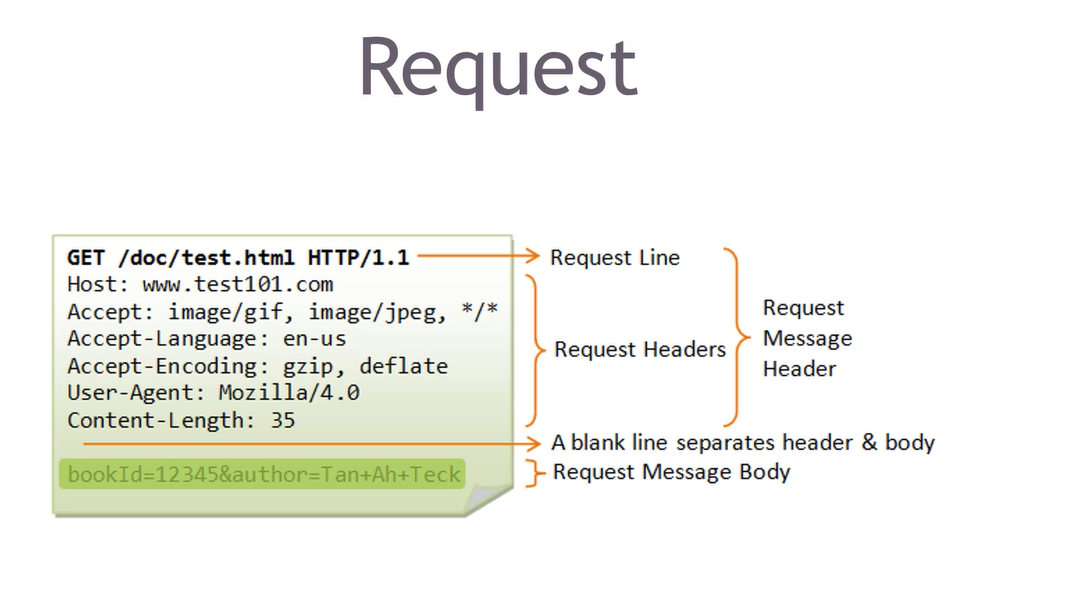 Request
GET /doc/test.html HTTP/1.1
Host: www.test101.com
Accept: image/gif, image/jpeg, */*
Accept-Language: en-us
Accept-Encoding: gzip, deflate
User-Agent: Mozilla/4.0
Content-Length: 35
bookId=12345&author=Tan+Ah+Teck
Request Line
Request Headers
Request
Message
Header
A blank line separates header & body
Request Message Body